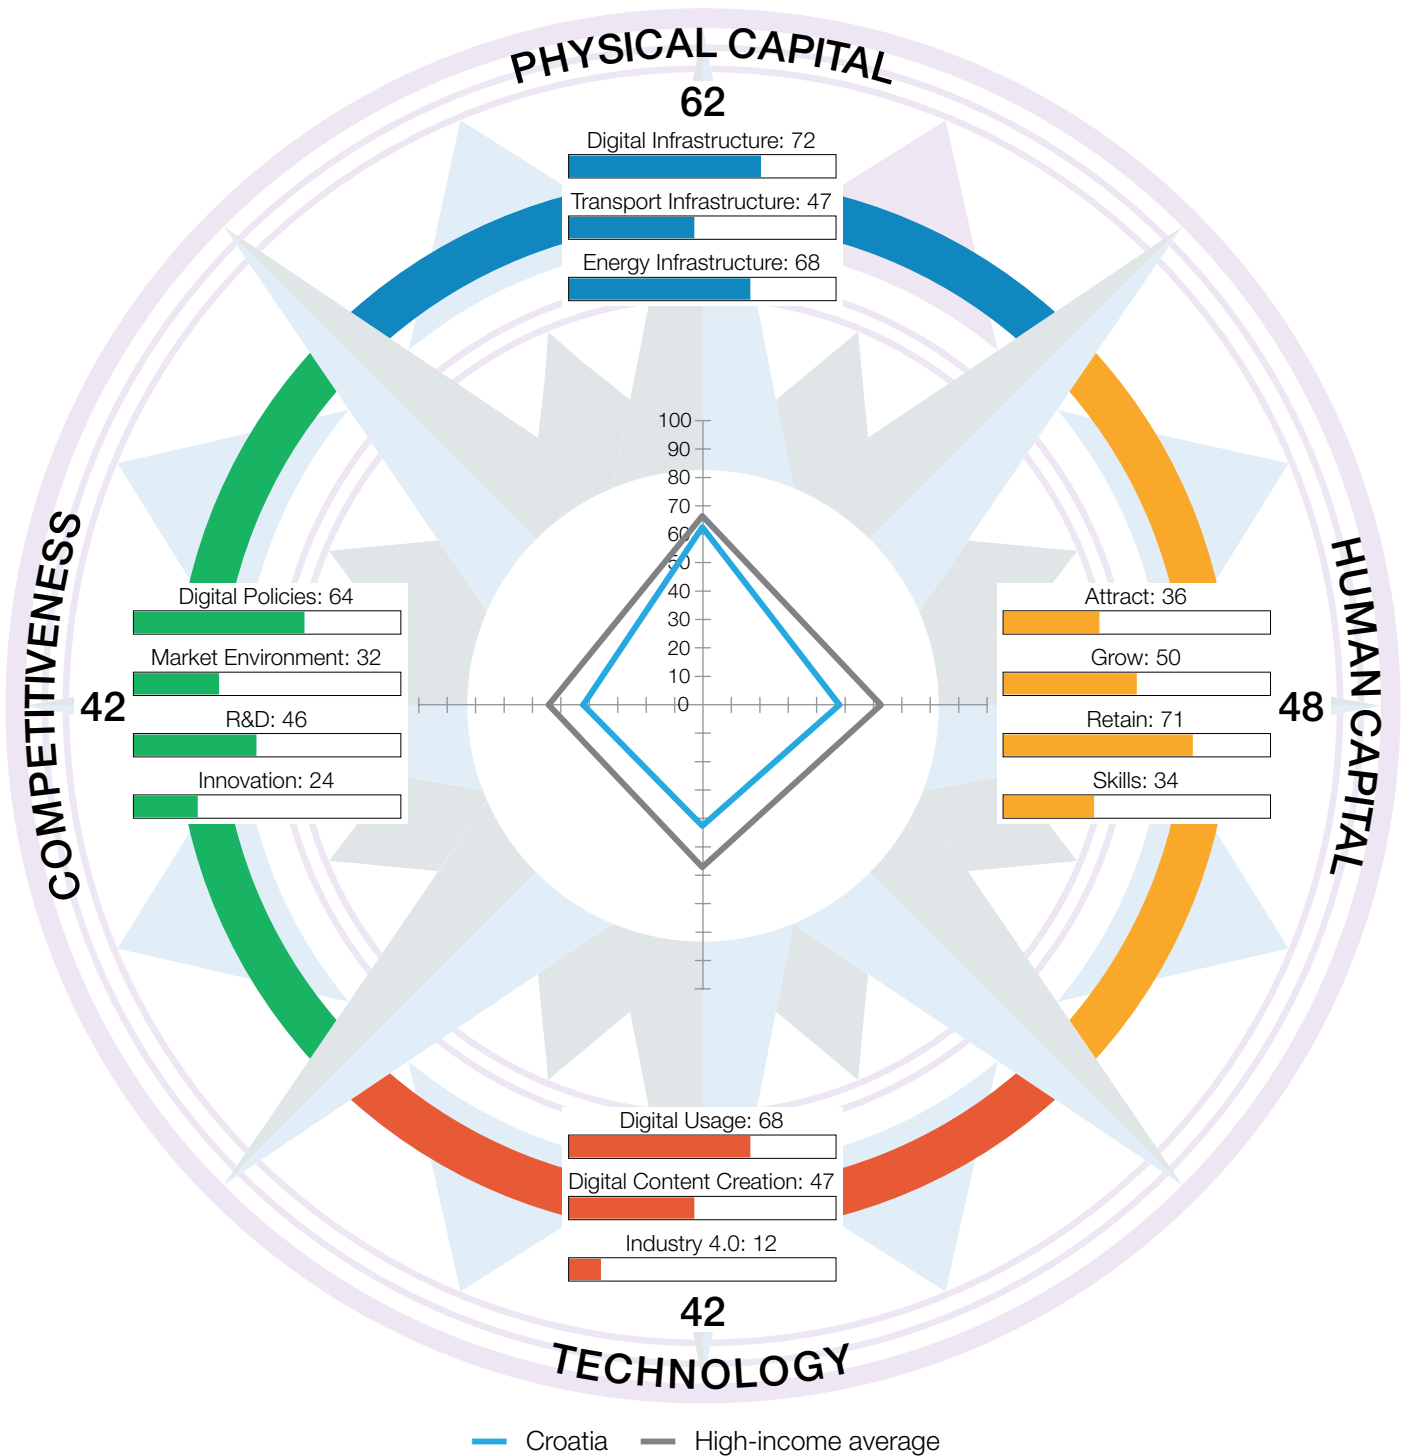 PHYSICAL CAPITAL
62
Digital Infrastructure: 72
Transport Infrastructure: 47
Energy Infrastructure: 68
100
90
80
70
60
50
40
30
20
10
0
COMPETITIVENESS
42
Digital Policies: 64
Market Environment: 32
R&D: 46
Innovation: 24
HUMAN CAPITAL
48
Attract: 36
Grow: 50
Retain: 71
Skills: 34
Digital Usage: 68
Digital Content Creation: 47
Industry 4.0: 12
42
TECHNOLOGY
Croatia
High-income average